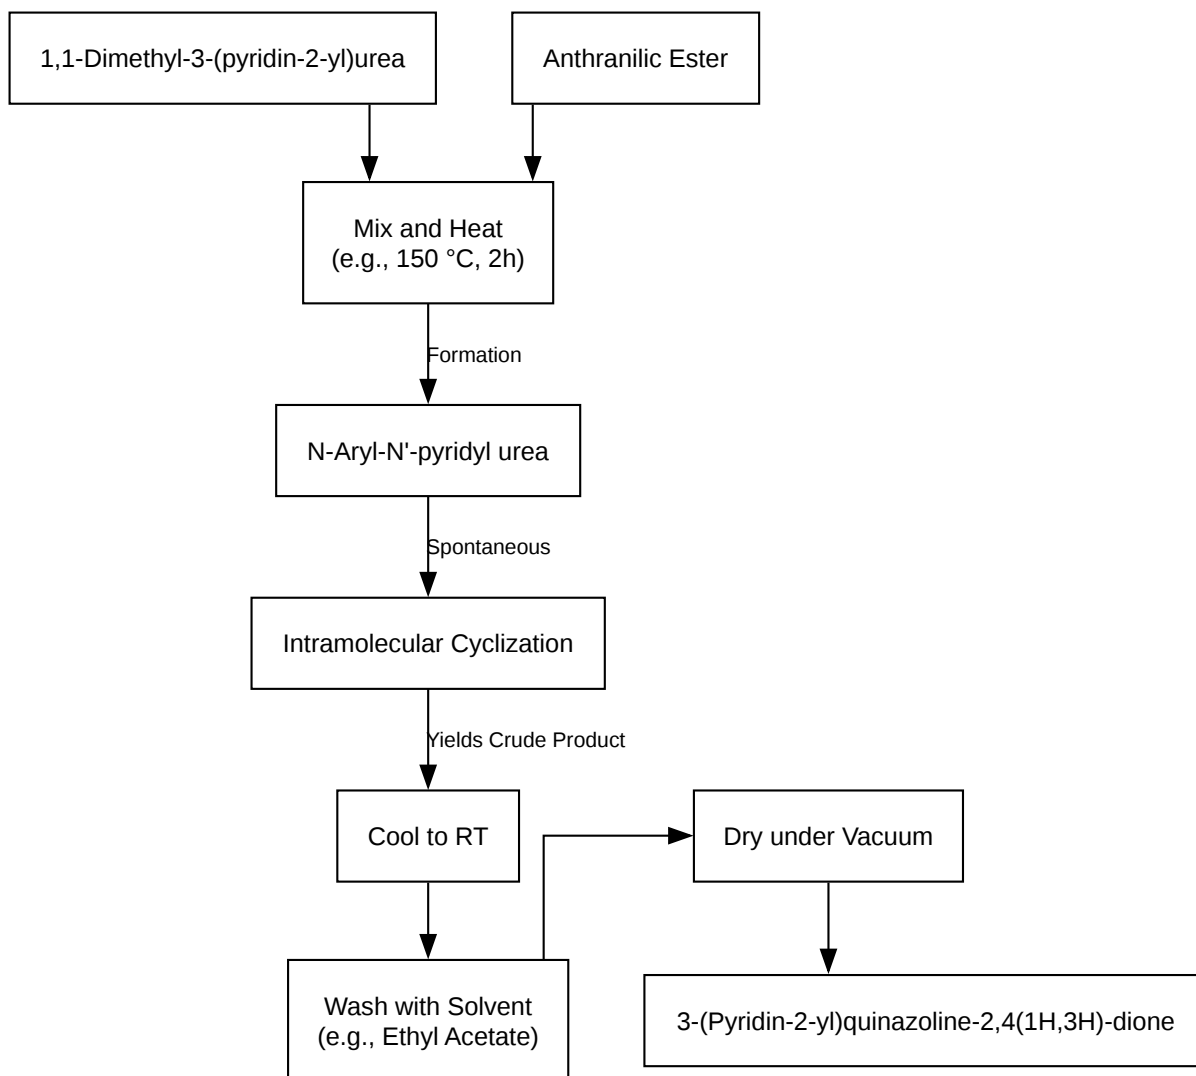 1,1-Dimethyl-3-(pyridin-2-yl)urea
Anthranilic Ester
Mix and Heat
(e.g., 150 °C, 2h)
Formation
N-Aryl-N'-pyridyl urea
Spontaneous
Intramolecular Cyclization
Yields Crude Product
Cool to RT
Dry under Vacuum
Wash with Solvent
(e.g., Ethyl Acetate)
3-(Pyridin-2-yl)quinazoline-2,4(1H,3H)-dione